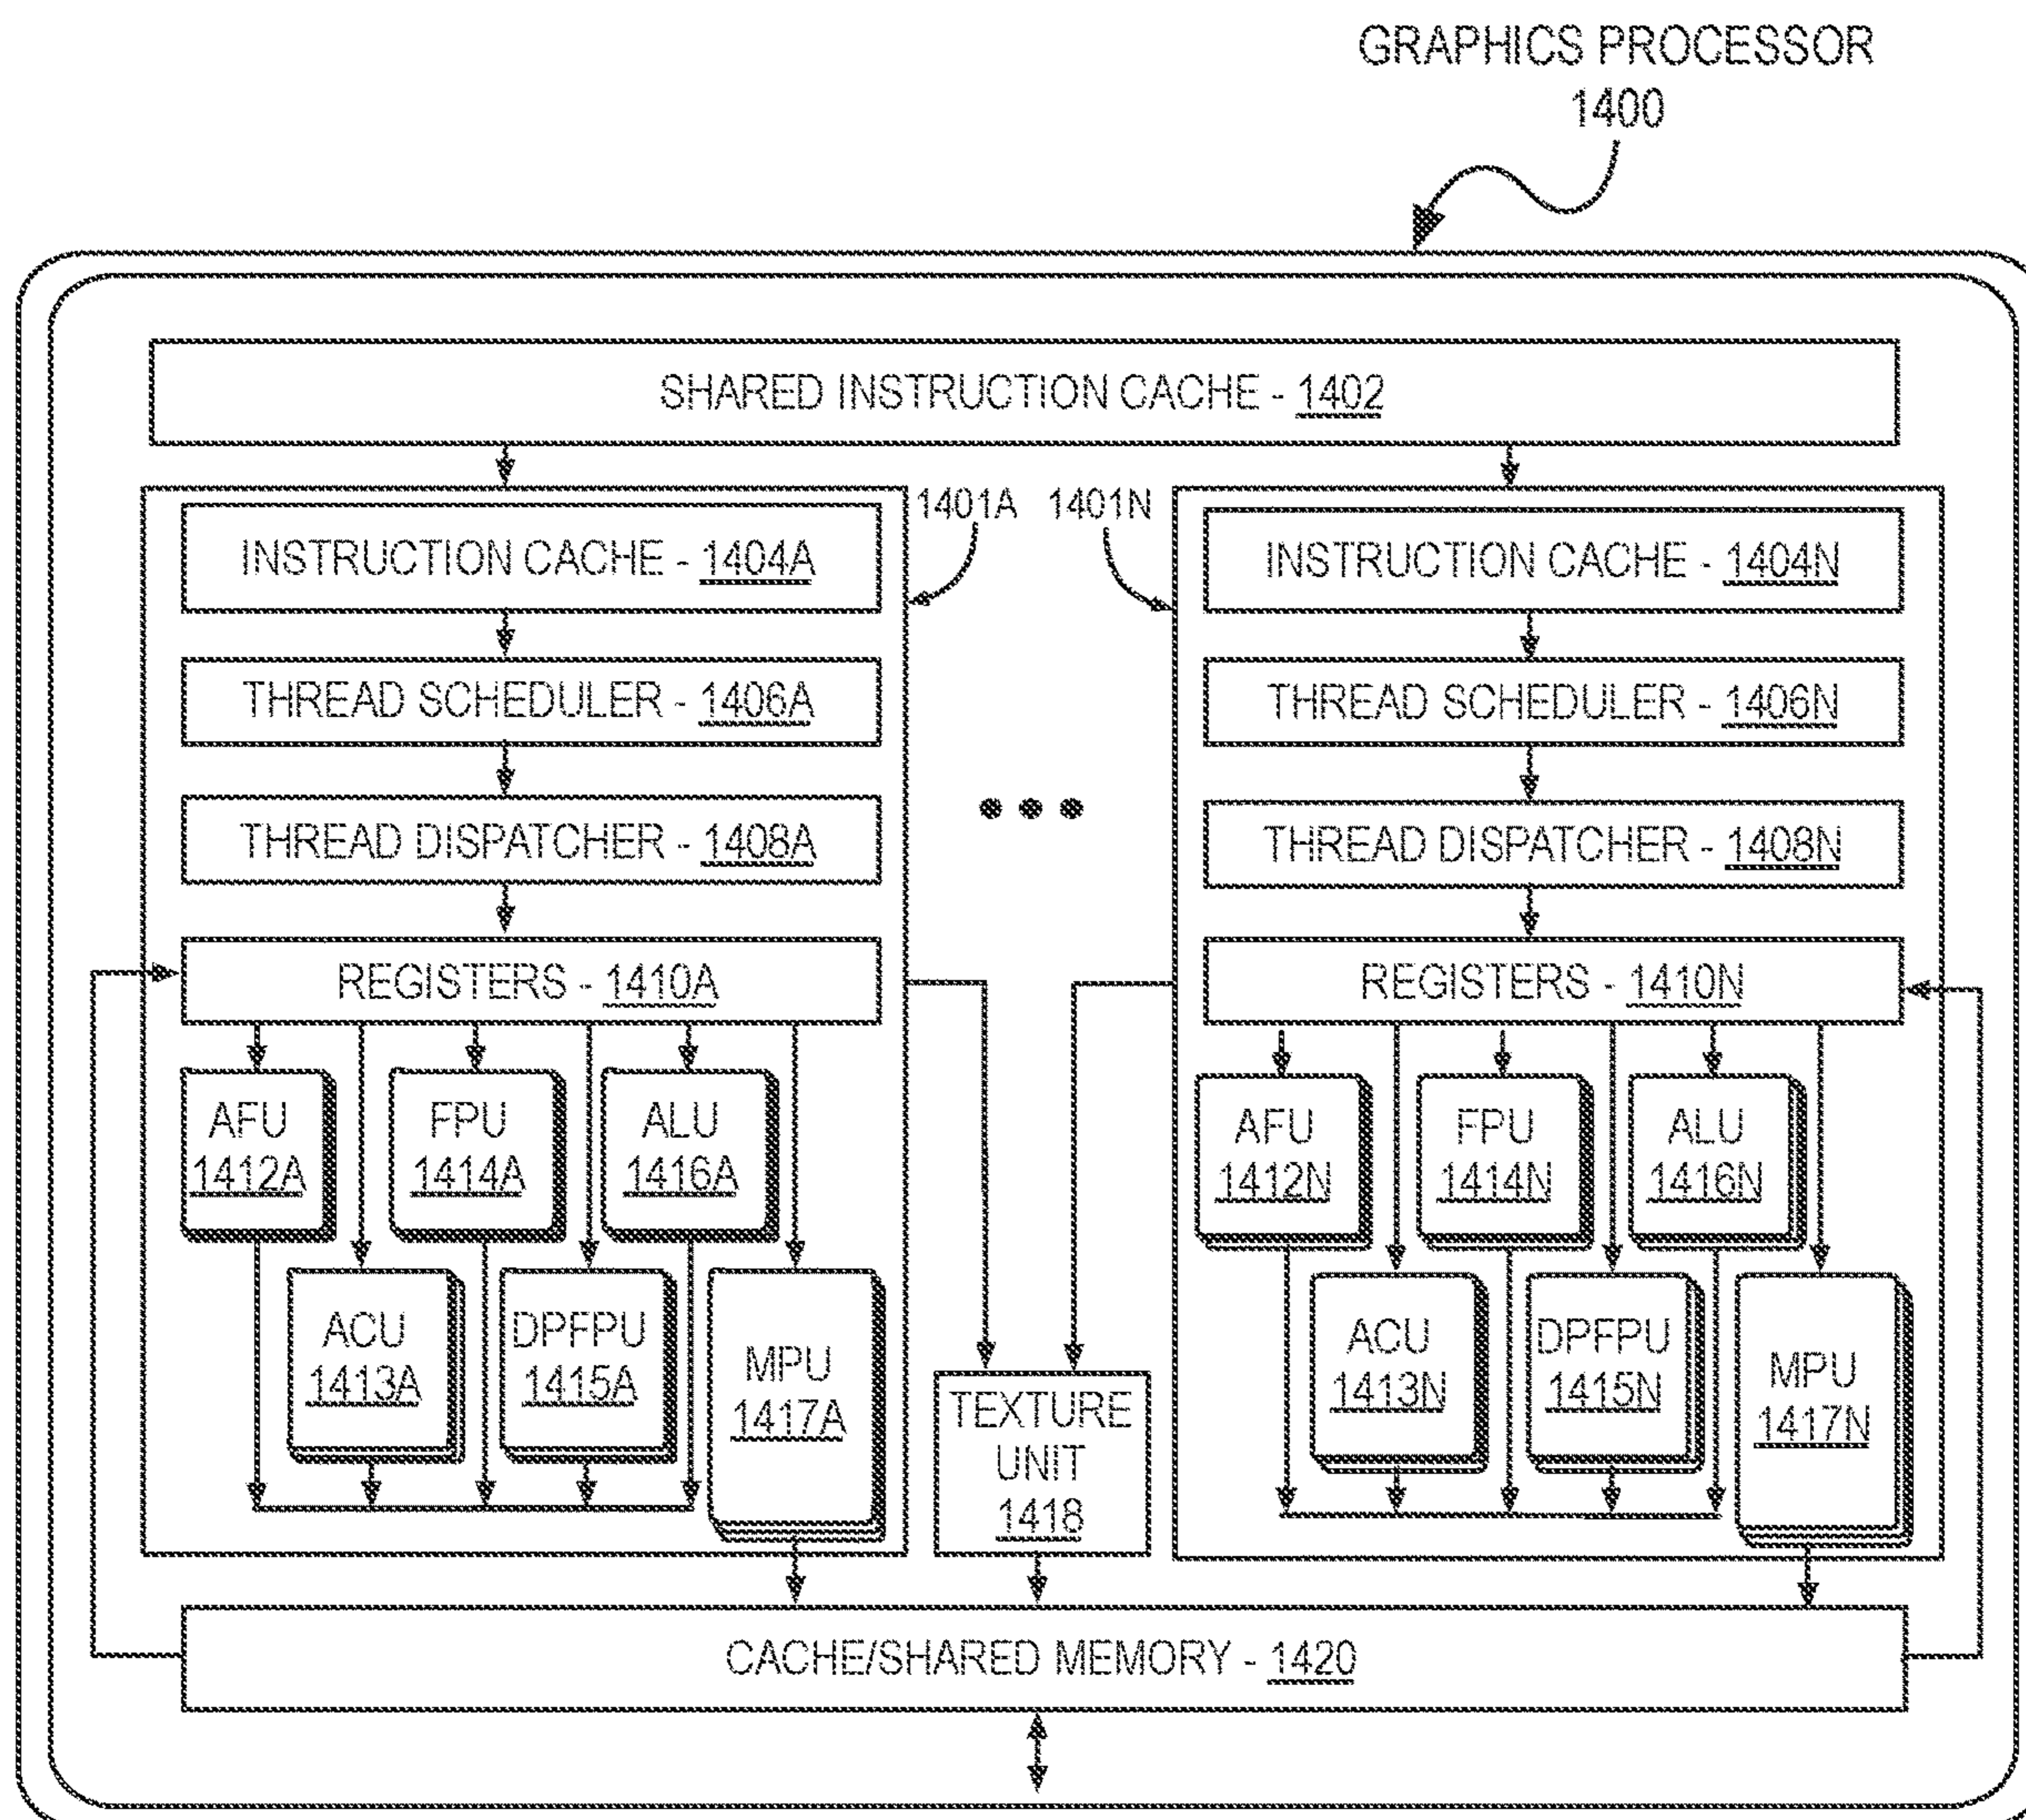 GRAPHICS PROCESSOR
1400
SHARED INSTRUCTION CACHE - 1402
1401A
1401N
INSTRUCTION CACHE - 1404A
THREAD SCHEDULER - 1406A
THREAD DISPATCHER - 1408A
REGISTERS - 1410A
AFU
1412A
FPU
1414A
ALU
1416A
ACU
1413A
DPFPU
1415A
MPU
1417A
TEXTURE
UNIT
1418
INSTRUCTION CACHE - 1404N
THREAD SCHEDULER - 1406N
THREAD DISPATCHER - 1408N
REGISTERS - 1410N
AFU
1412N
FPU
1414N
ALU
1416N
ACU
1413N
DPFPU
1415N
MPU
1417N
CACHE/SHARED MEMORY - 1420